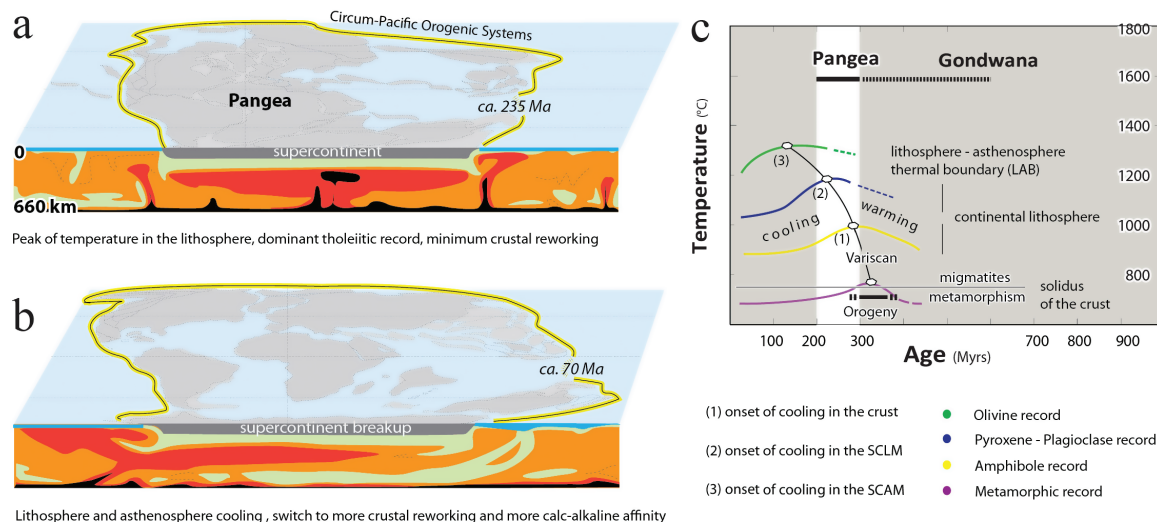 a
Circum-Pacific Orogenic Systems
Pangea
ca. 235 Ma
0
supercontinent
660 km
Peak of temperature in the lithosphere, dominant tholeiitic record, minimum crustal reworking
b
ca. 70 Ma
supercontinent breakup
Lithosphere and asthenosphere cooling , switch to more crustal reworking and more calc-alkaline affinity
c
1800
Pangea
Gondwana
1600
Temperature (°C)
1400
(3)
lithosphere - asthenosphere
thermal boundary (LAB)
1200
(2)
continental lithosphere
cooling
warming
1000
(1)
Variscan
800
migmatites
metamorphism
solidus
of the crust
Orogeny
100 200 300 400 500 700 900
Age (Myrs)
(1) onset of cooling in the crust
(2) onset of cooling in the SCLM
(3) onset of cooling in the SCAM
Olivine record
Pyroxene - Plagioclase record
Amphibole record
Metamorphic record